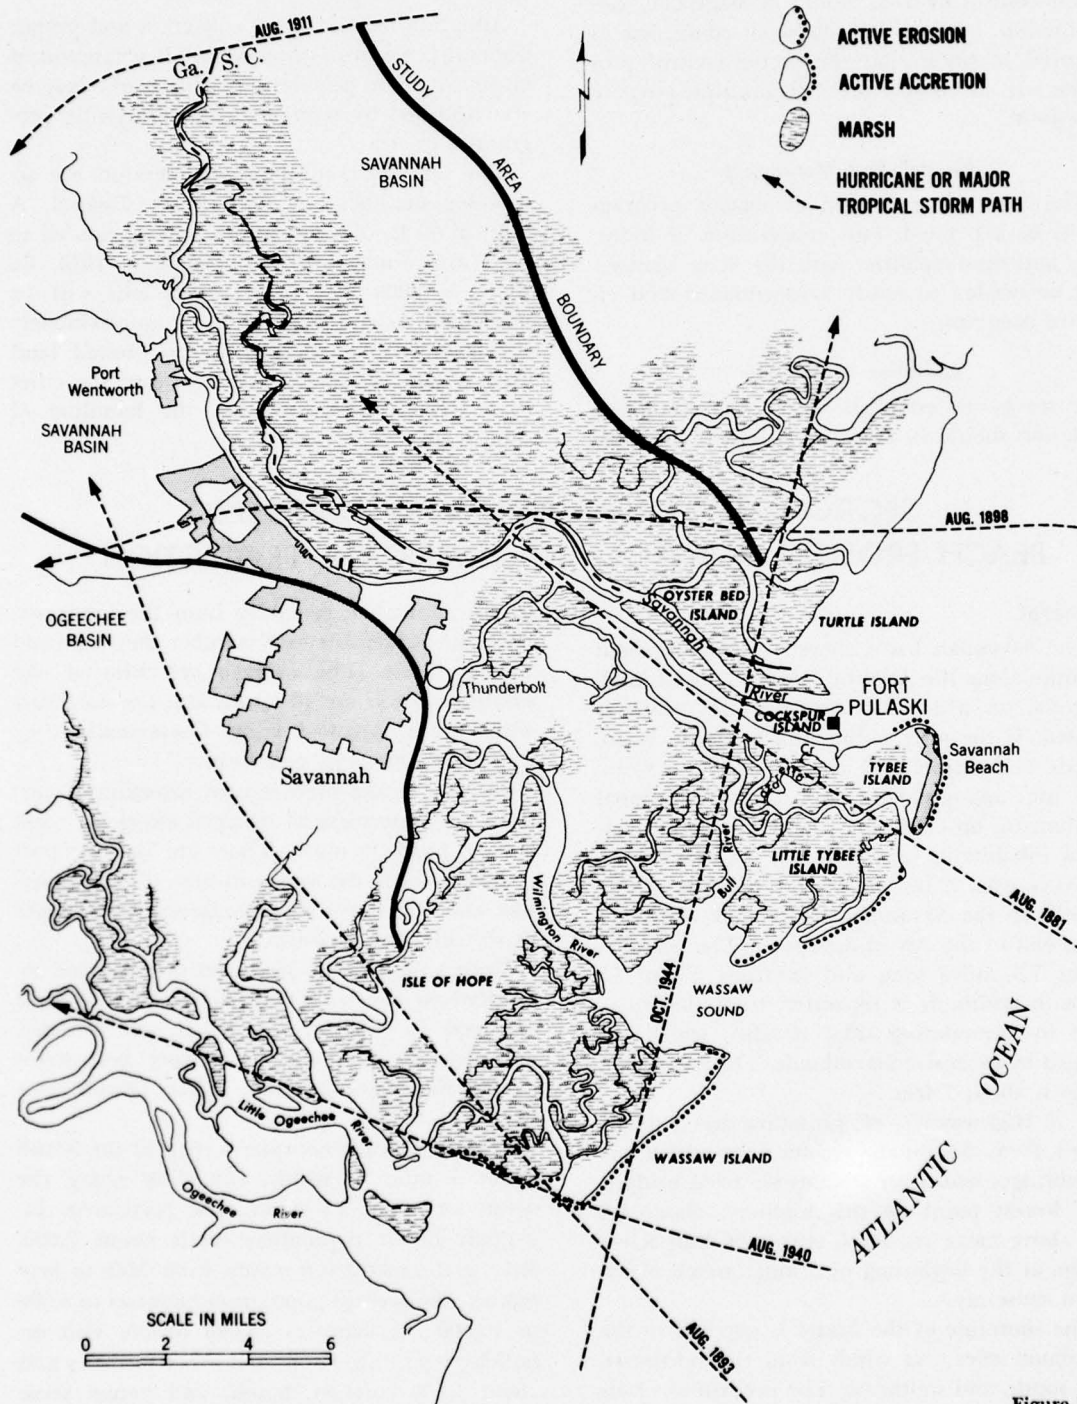 AUG. 1911
Ga. / S. C.
STUDY
AREA
BOUNDARY
N
ACTIVE EROSION
ACTIVE ACCRETION
MARSH
HURRICANE OR MAJOR
TROPICAL STORM PATH
SAVANNAH
BASIN
Port
Wentworth
SAVANNAH
BASIN
AUG. 1898
OGEECHEE
BASIN
OYSTER BED
ISLAND
TURTLE ISLAND
Savannah
River
Thunderbolt
FORT
PULASKI
COCKSPUR
ISLAND
Savannah
Beach
TYBEE
ISLAND
Savannah
Lazaretto Cr
LITTLE TYBEE
ISLAND
Bull River
Wilmington River
AUG. 1881
ISLE OF HOPE
OCT. 1944
WASSAW
SOUND
Little Ogeechee River
WASSAW ISLAND
Ogeechee River
ATLANTIC OCEAN
AUG. 1940
AUG. 1893
SCALE IN MILES
0 2 4 6
Figure